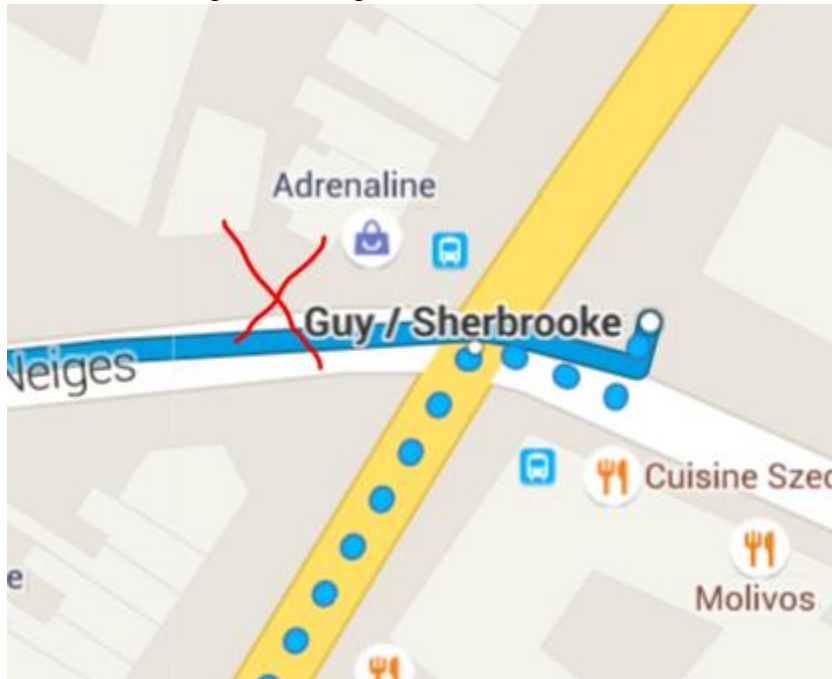 Adrenaline
Guy / Sherbrooke
Neiges
Cuisine Szec
e
Molivos